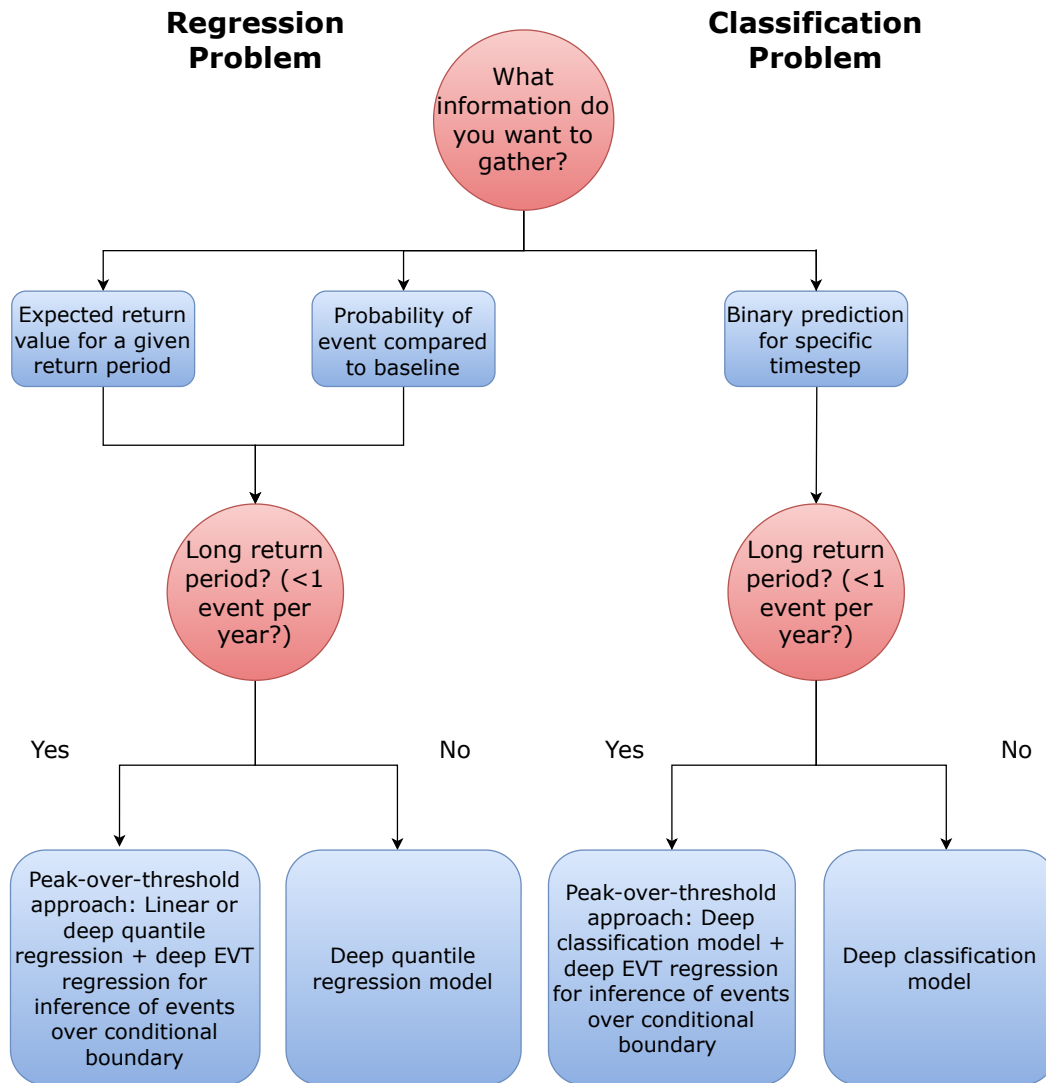 Regression
Problem
Classification
Problem
What
information do
you want to
gather?
Expected return
value for a given
return period
Probability of
event compared
to baseline
Binary prediction
for specific
timestep
Long return
period? (<1
event per
year?)
Long return
period? (<1
event per
year?)
Yes
No
Yes
No
Peak-over-threshold
approach: Linear or
deep quantile
regression + deep EVT
regression for
inference of events
over conditional
boundary
Deep quantile
regression model
Peak-over-threshold
approach: Deep
classification model +
deep EVT regression
for inference of events
over conditional
boundary
Deep classification
model